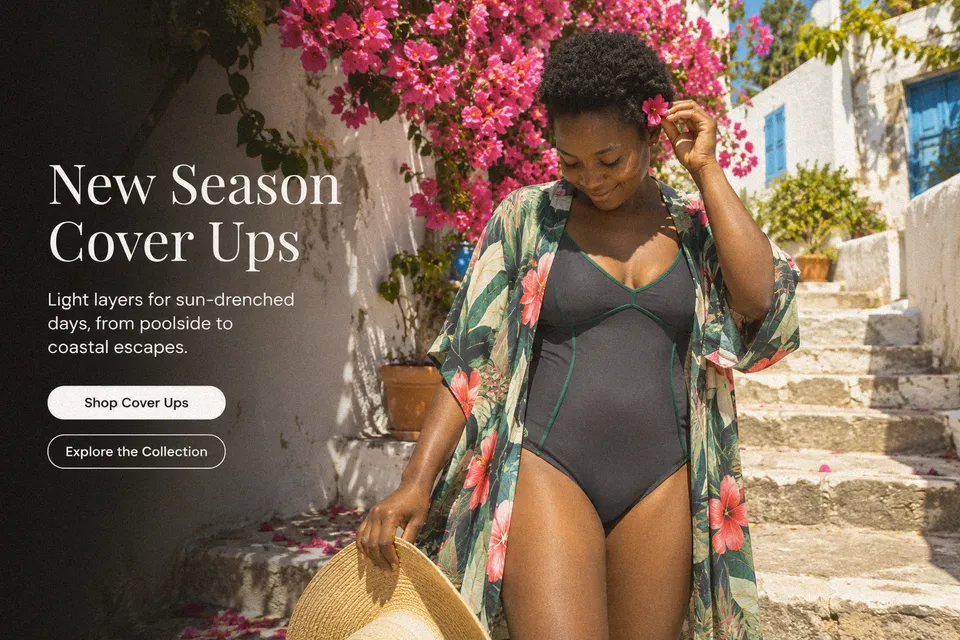 New Season
Cover Ups
Light layers for sun-drenched
days, from poolside to
coastal escapes.
Shop Cover Ups
Explore the Collection